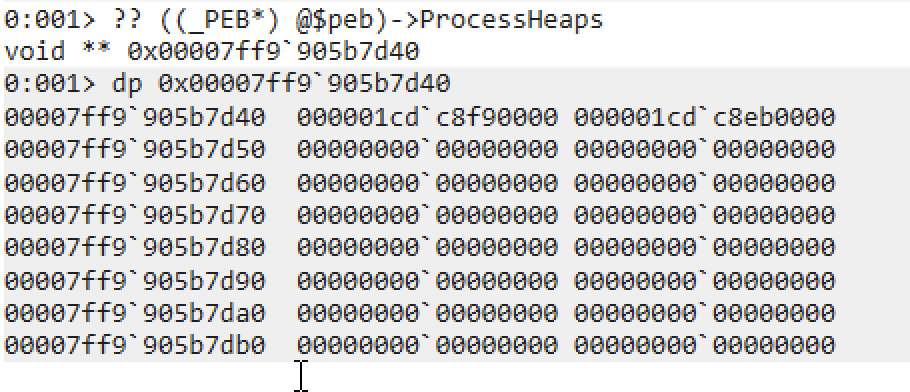 0:001> ?? ((_PEB*) @$peb)->ProcessHeaps
void ** 0x00007ff9`905b7d40
0:001> dp 0x00007ff9`905b7d40
00007ff9`905b7d40  000001cd`c8f90000 000001cd`c8eb0000
00007ff9`905b7d50  00000000`00000000 00000000`00000000
00007ff9`905b7d60  00000000`00000000 00000000`00000000
00007ff9`905b7d70  00000000`00000000 00000000`00000000
00007ff9`905b7d80  00000000`00000000 00000000`00000000
00007ff9`905b7d90  00000000`00000000 00000000`00000000
00007ff9`905b7da0  00000000`00000000 00000000`00000000
00007ff9`905b7db0  00000000`00000000 00000000`00000000